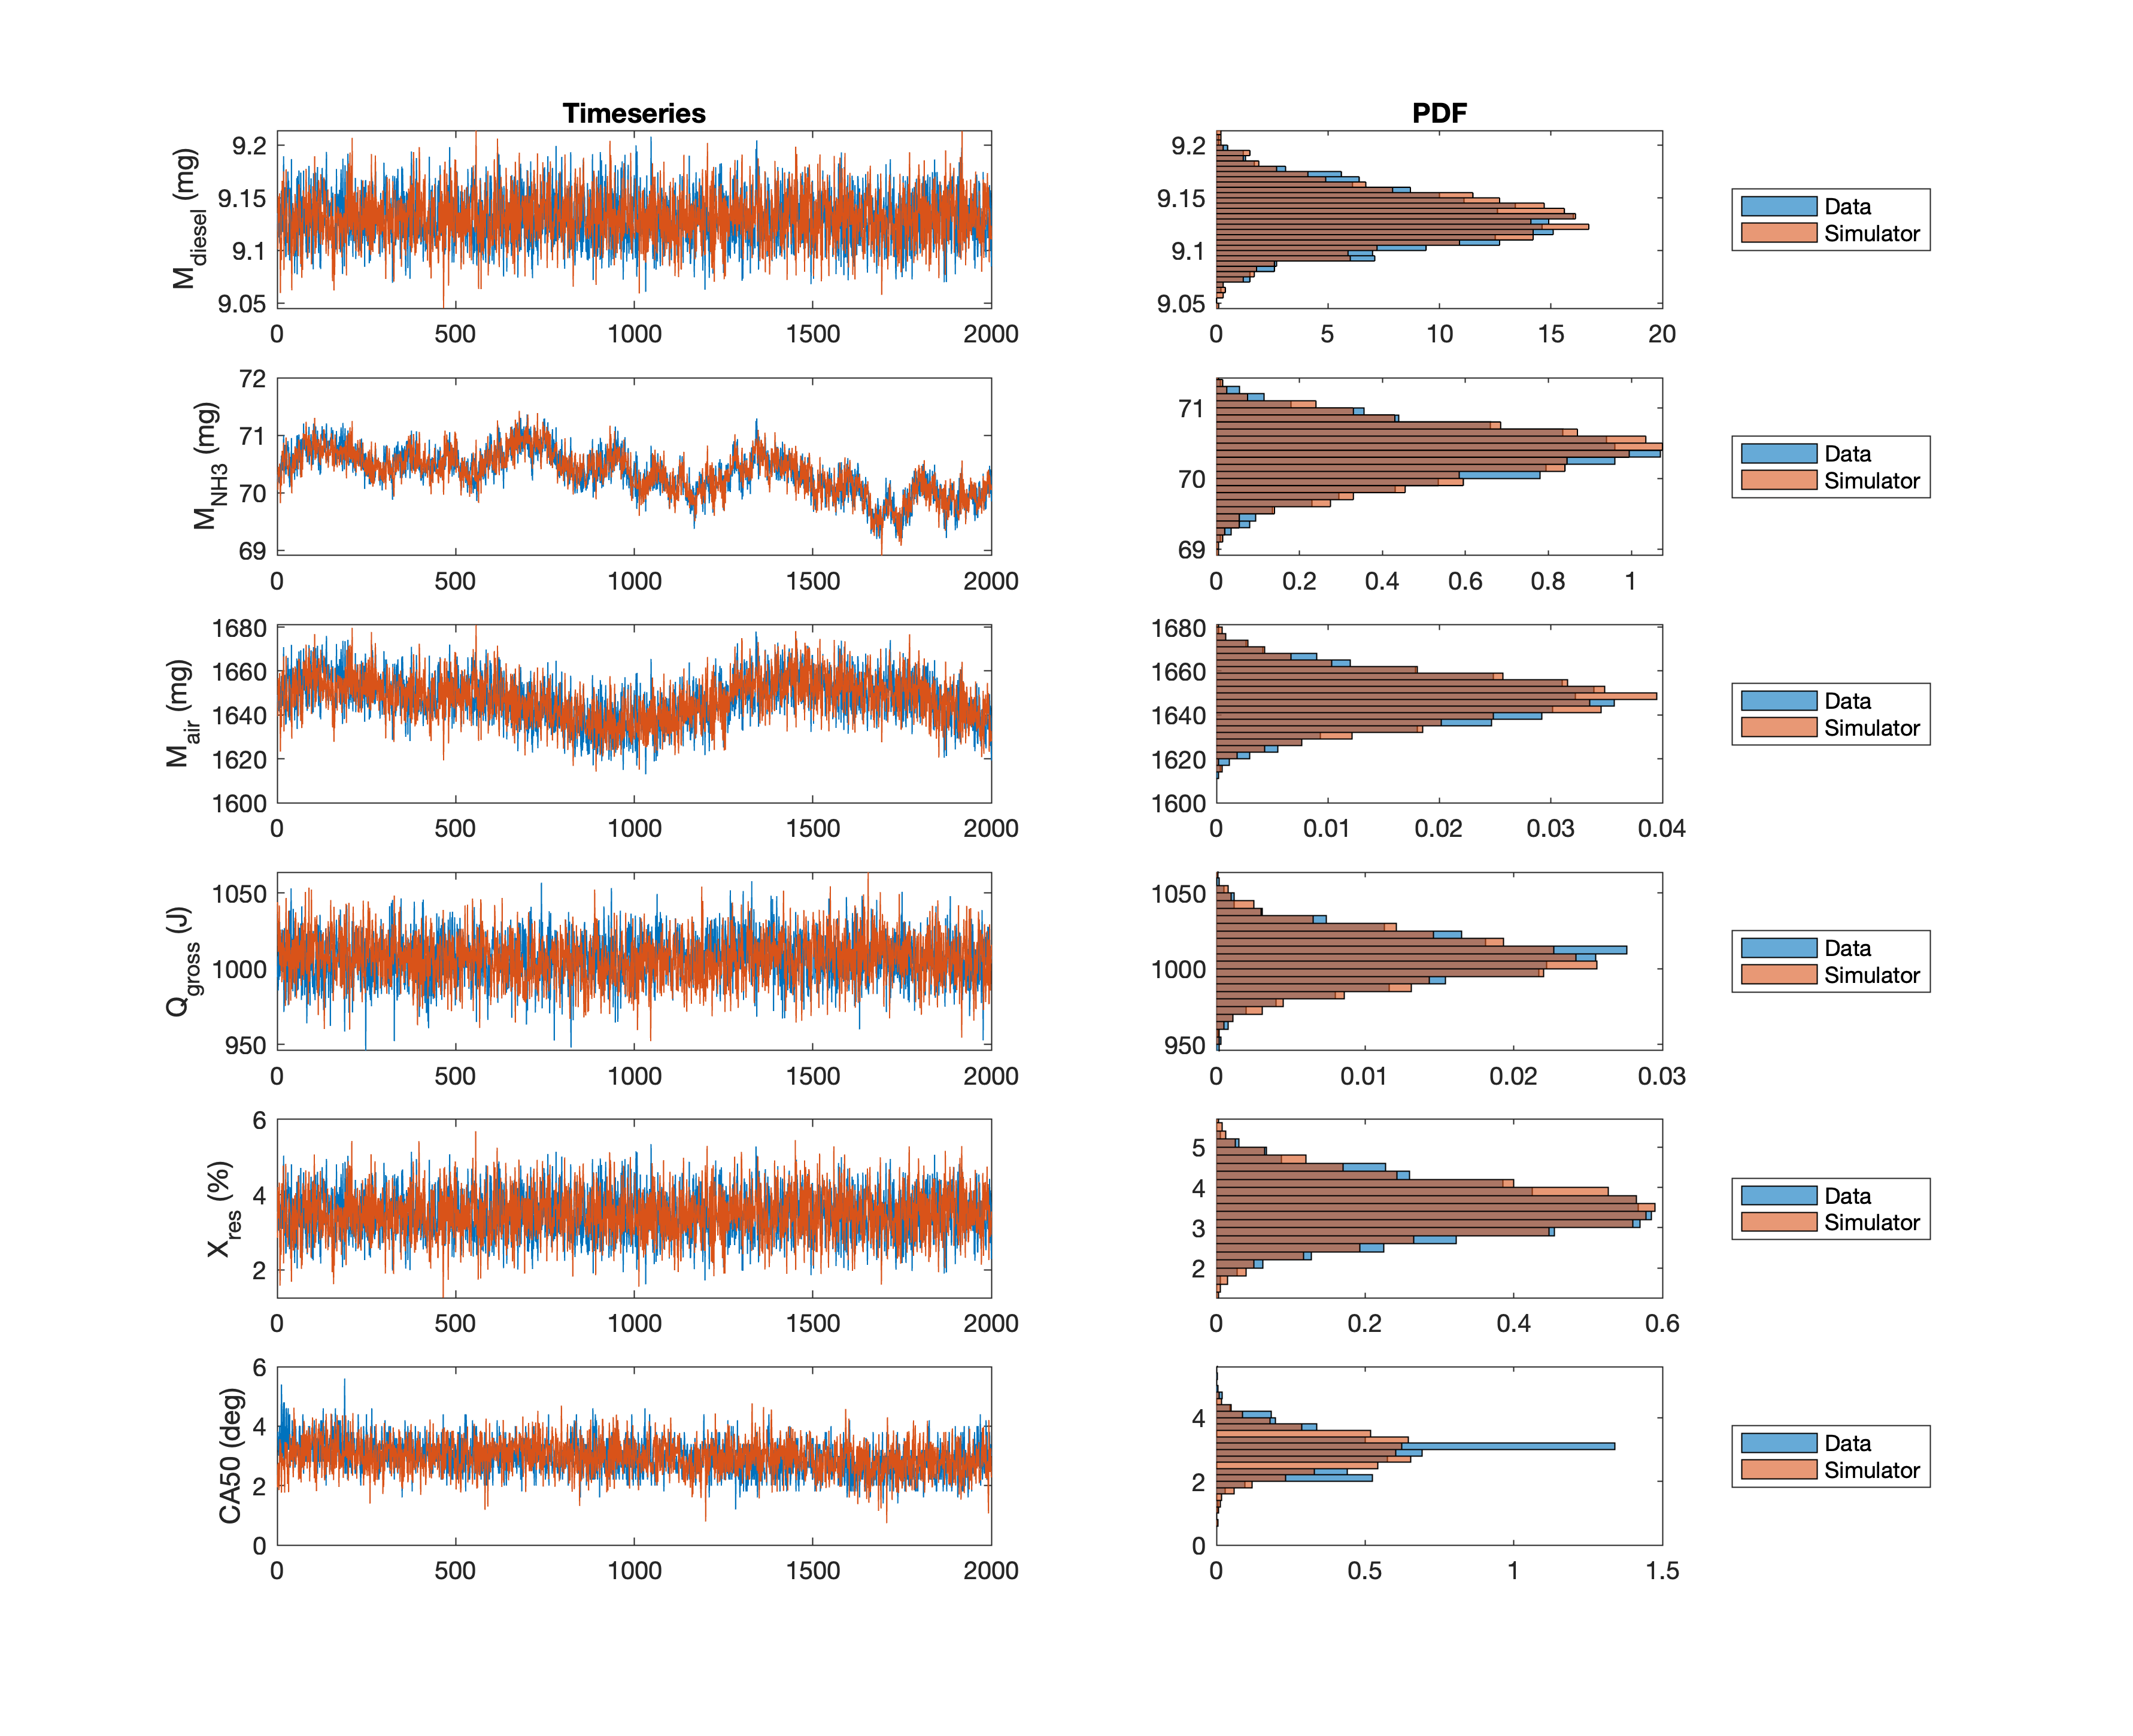 Timeseries
PDF
M_diesel (mg)
9.2
9.15
9.1
9.05
0 500 1000 1500 2000
9.2
9.15
9.1
9.05
0 5 10 15 20
Data
Simulator
M_NH3 (mg)
72
71
70
69
0 500 1000 1500 2000
71
70
69
0 0.2 0.4 0.6 0.8 1
Data
Simulator
M_air (mg)
1680
1660
1640
1620
1600
0 500 1000 1500 2000
1680
1660
1640
1620
1600
0 0.01 0.02 0.03 0.04
Data
Simulator
Q_gross (J)
1050
1000
950
0 500 1000 1500 2000
1050
1000
950
0 0.01 0.02 0.03
Data
Simulator
X_res (%)
6
4
2
0 500 1000 1500 2000
5
4
3
2
0 0.2 0.4 0.6
Data
Simulator
CA50 (deg)
6
4
2
0
0 500 1000 1500 2000
4
2
0
0 0.5 1 1.5
Data
Simulator